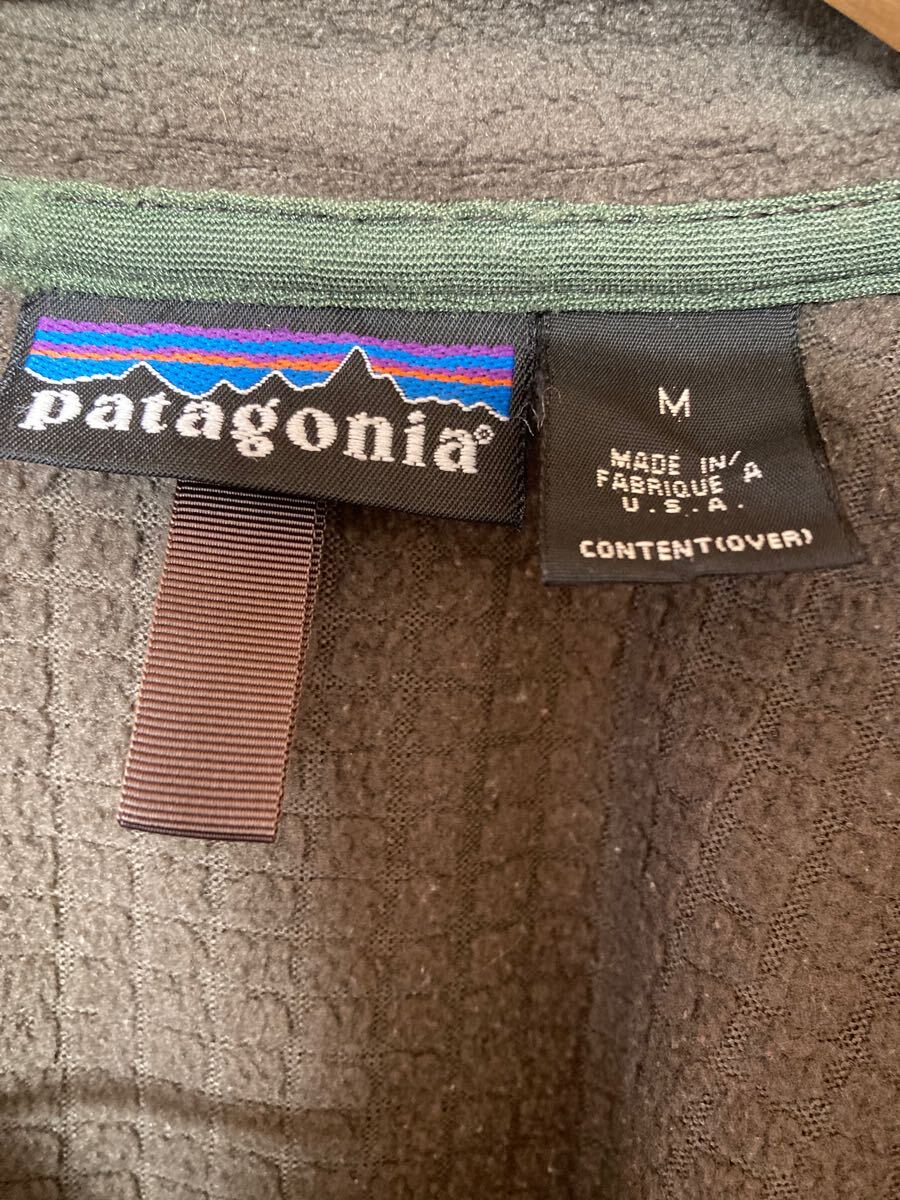 patagonia®
M
MADE IN/
FABRIQUE A
U.S.A.
CONTENT(OVER)